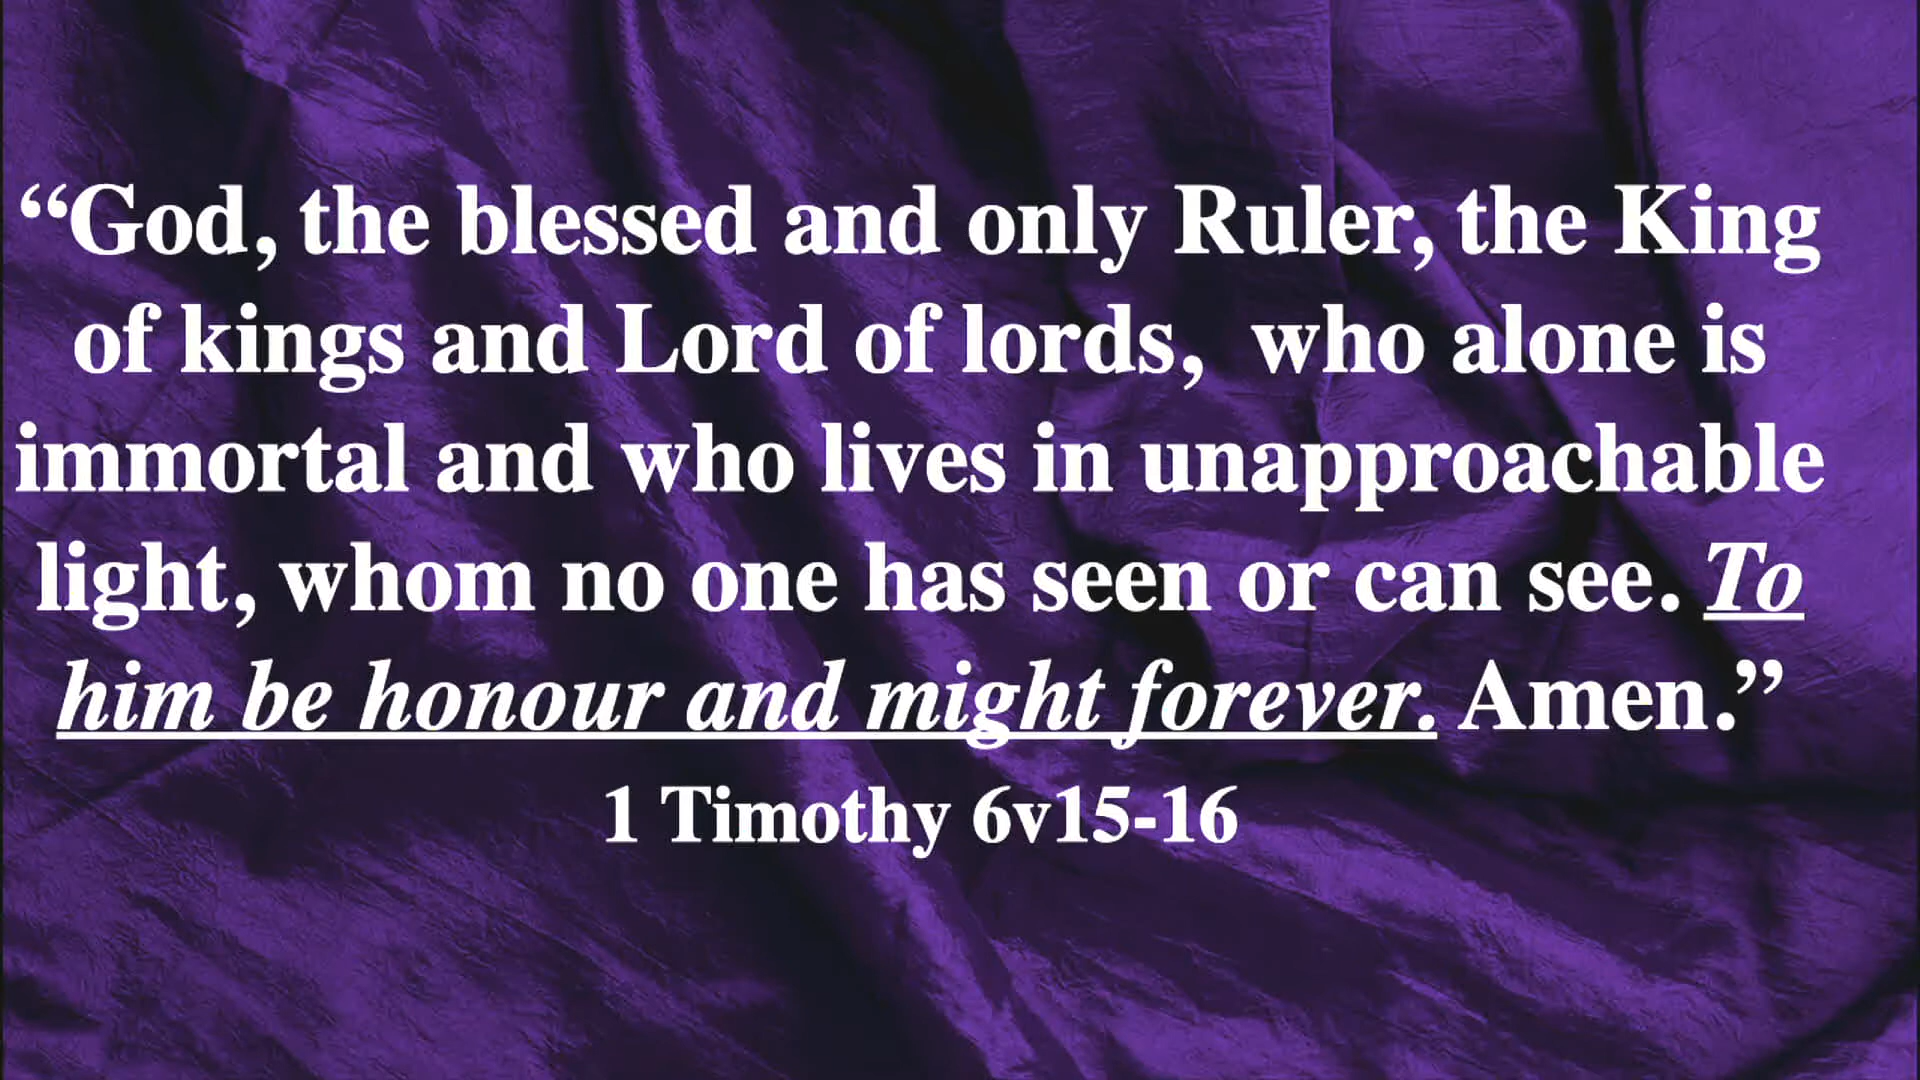 “God, the blessed and only Ruler, the King
of kings and Lord of lords,  who alone is
immortal and who lives in unapproachable
light, whom no one has seen or can see. To
him be honour and might forever. Amen.”
1 Timothy 6v15-16